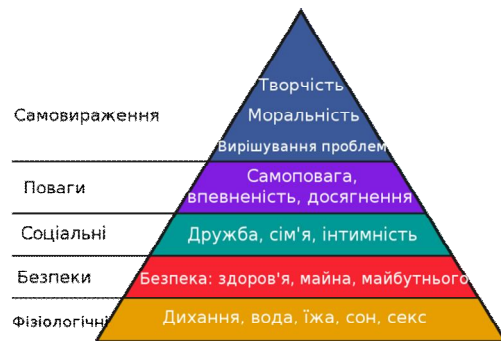 Творчість
Самовираження
Моральність
Вирішування проблем
Поваги
Самоповага,
впевненість, досягнення
Соціальні
Дружба, сім'я, інтимність
Безпеки
Безпека: здоров'я, майна, майбутнього
Фізіологічні
Дихання, вода, їжа, сон, секс